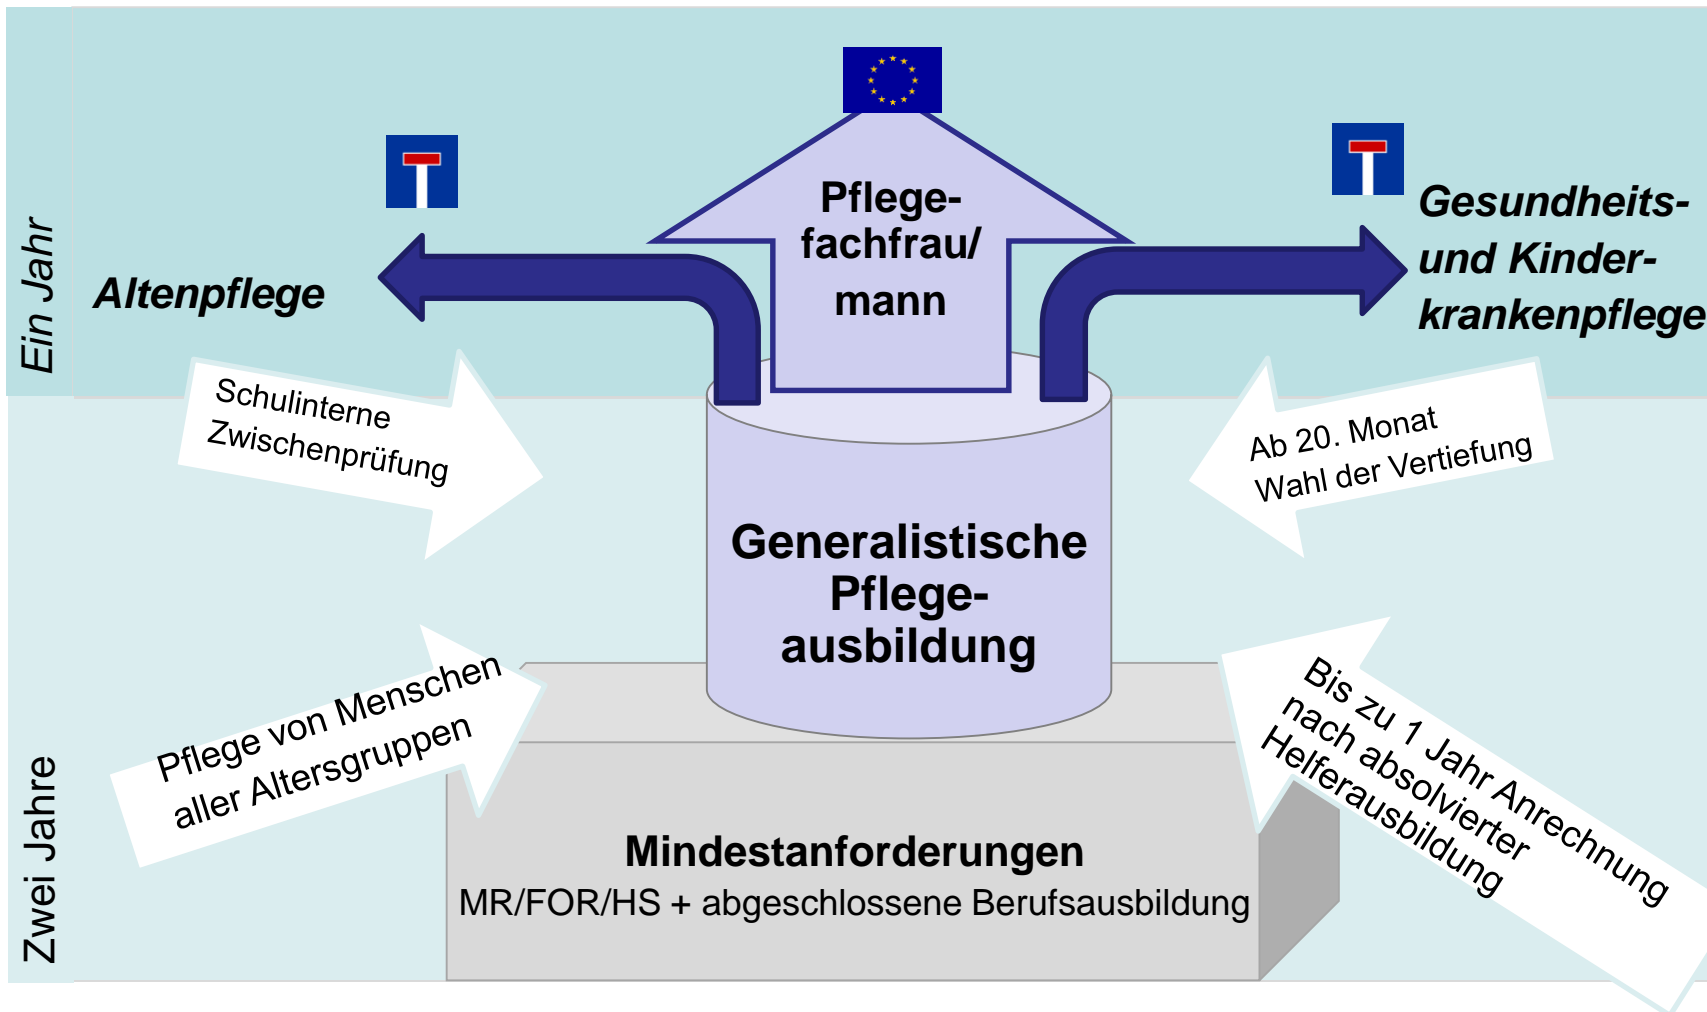 Ein Jahr
Altenpflege
Pflege-
fachfrau/
mann
Gesundheits-
und Kinder-
krankenpflege
Schulinterne
Zwischenprüfung
Ab 20. Monat
Wahl der Vertiefung
Generalistische
Pflege-
ausbildung
Zwei Jahre
Pflege von Menschen
aller Altersgruppen
Bis zu 1 Jahr Anrechnung
nach absolvierter
Helferausbildung
Mindestanforderungen
MR/FOR/HS + abgeschlossene Berufsausbildung